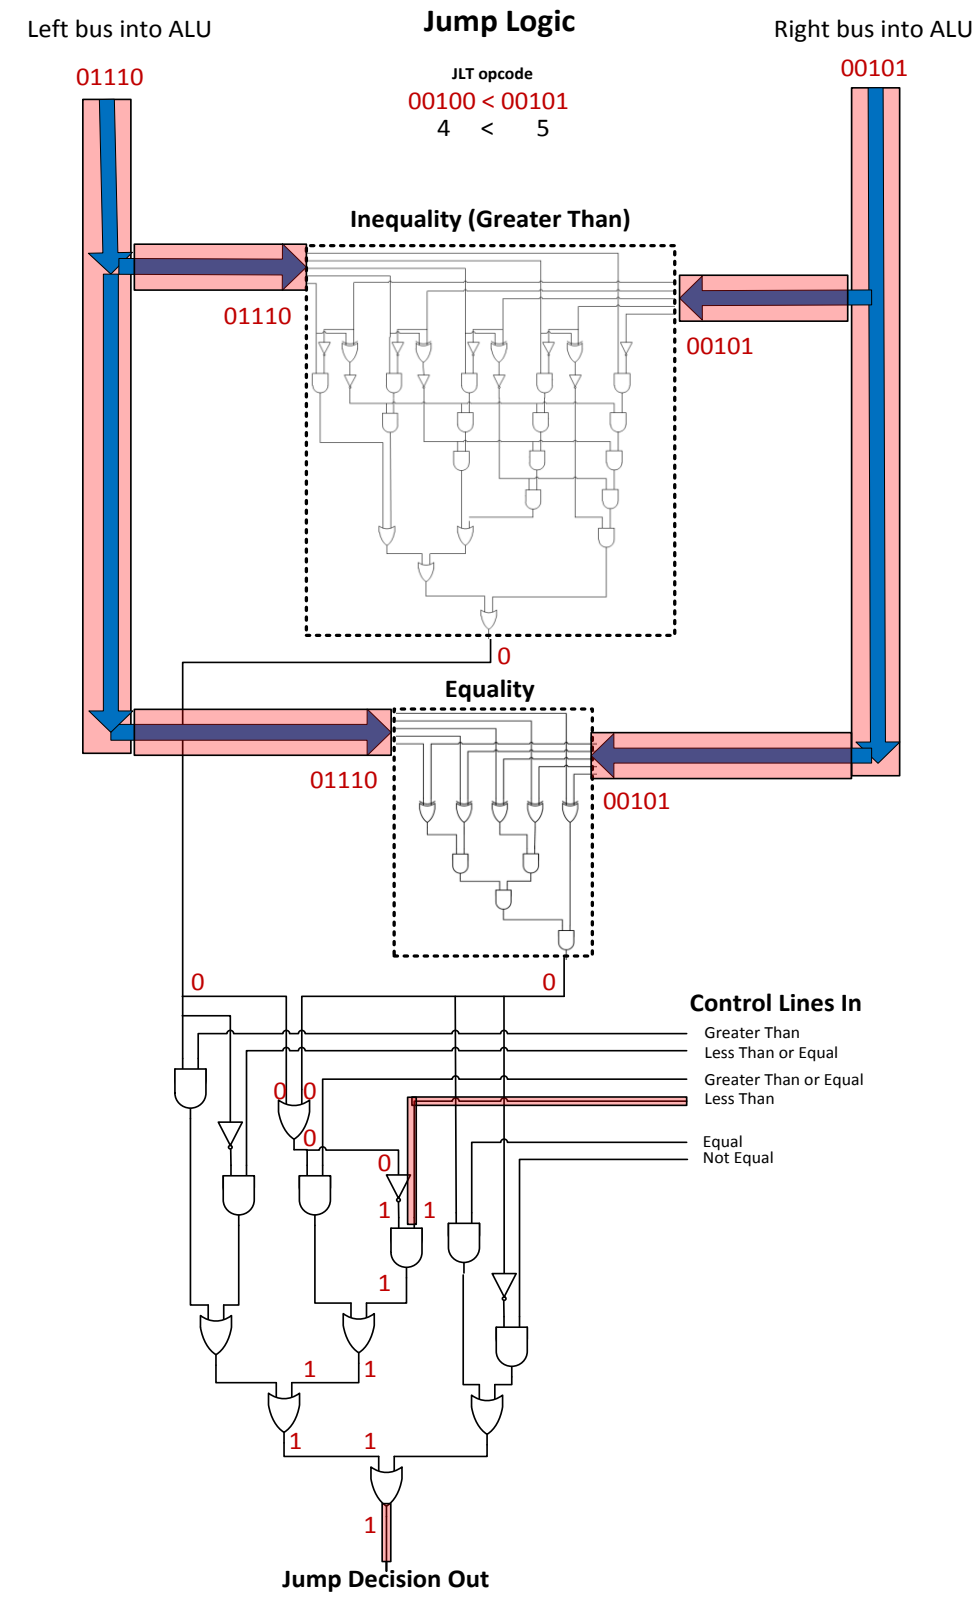 Jump Logic
Left bus into ALU
Right bus into ALU
01110
JLT opcode
00101
00100 < 00101
4 < 5
Inequality (Greater Than)
01110
00101
0
Equality
01110
00101
0
0
Control Lines In
Greater Than
Less Than or Equal
Greater Than or Equal
0 0
Less Than
0
Equal
Not Equal
0
1 1
1
1 1
1 1
1
Jump Decision Out